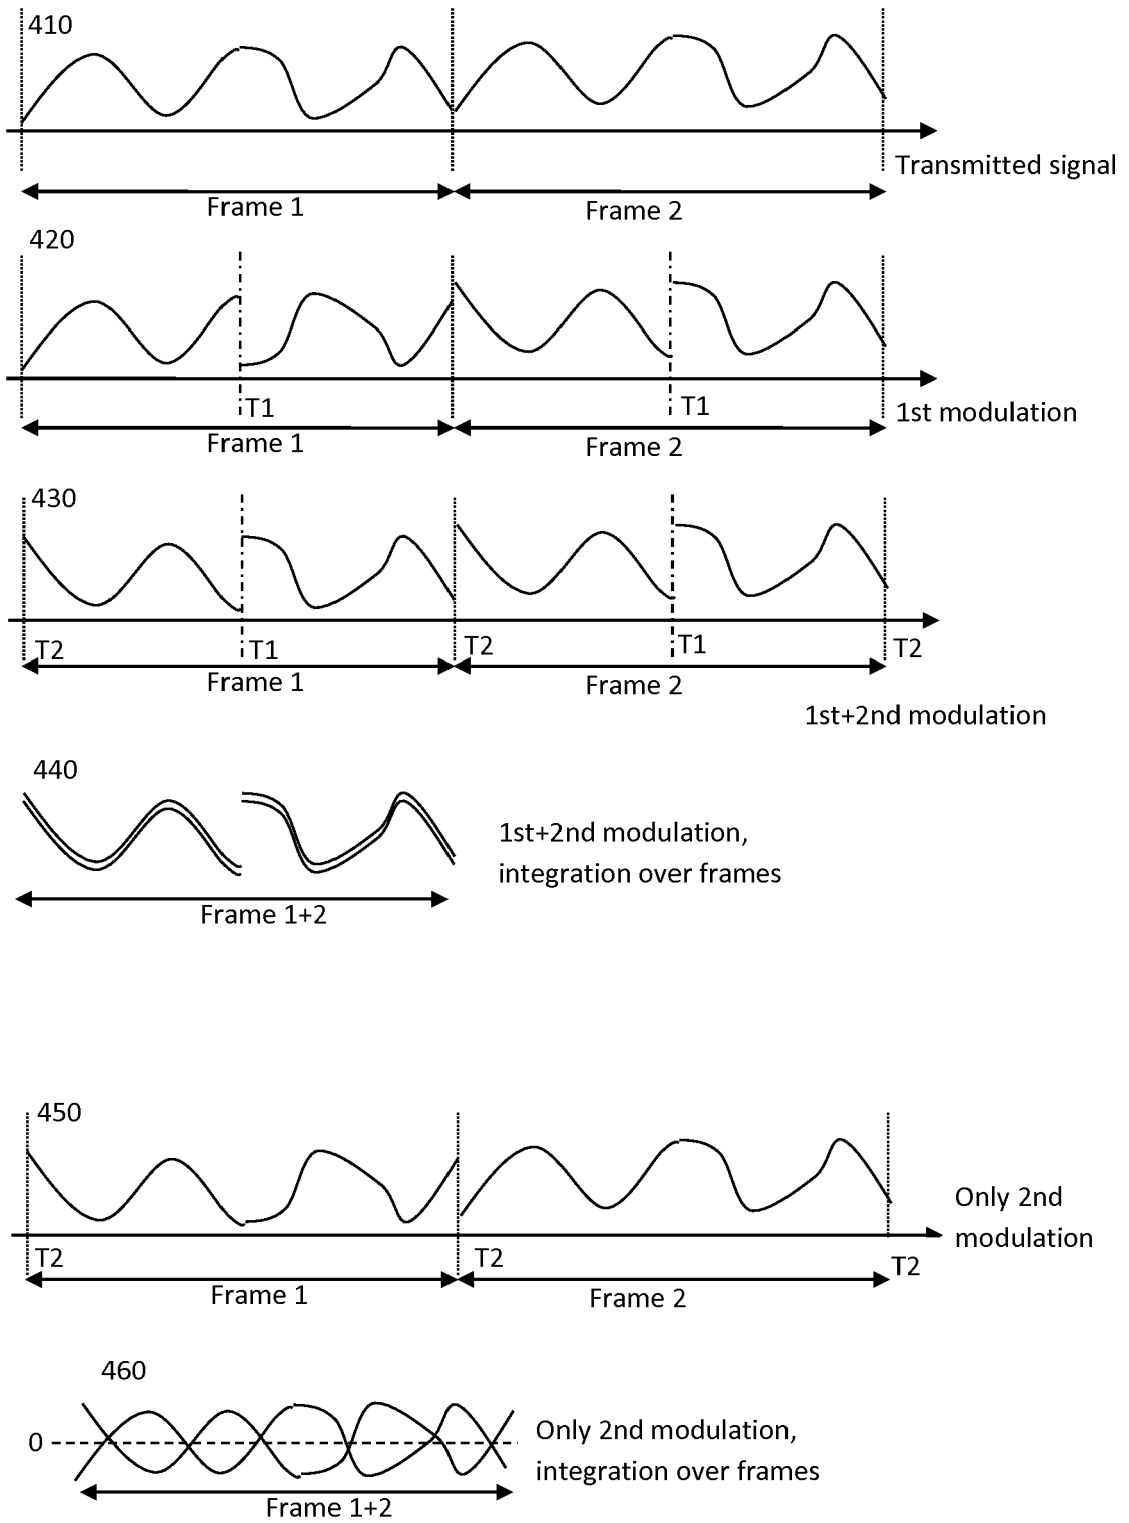 410
Transmitted signal
Frame 1
Frame 2
420
T1
T1
1st modulation
Frame 1
Frame 2
430
T2
T1
T2
T1
T2
Frame 1
Frame 2
1st+2nd modulation
440
1st+2nd modulation,
integration over frames
Frame 1+2
450
Only 2nd
modulation
T2
T2
T2
Frame 1
Frame 2
460
0
Only 2nd modulation,
integration over frames
Frame 1+2